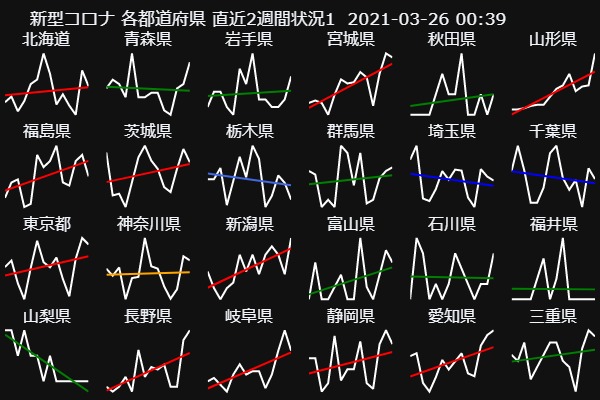 新型コロナ 各都道府県 直近2週間状況1 2021-03-26 00:39
北海道 青森県 岩手県 宮城県 秋田県 山形県
福島県 茨城県 栃木県 群馬県 埼玉県 千葉県
東京都 神奈川県 新潟県 富山県 石川県 福井県
山梨県 長野県 岐阜県 静岡県 愛知県 三重県